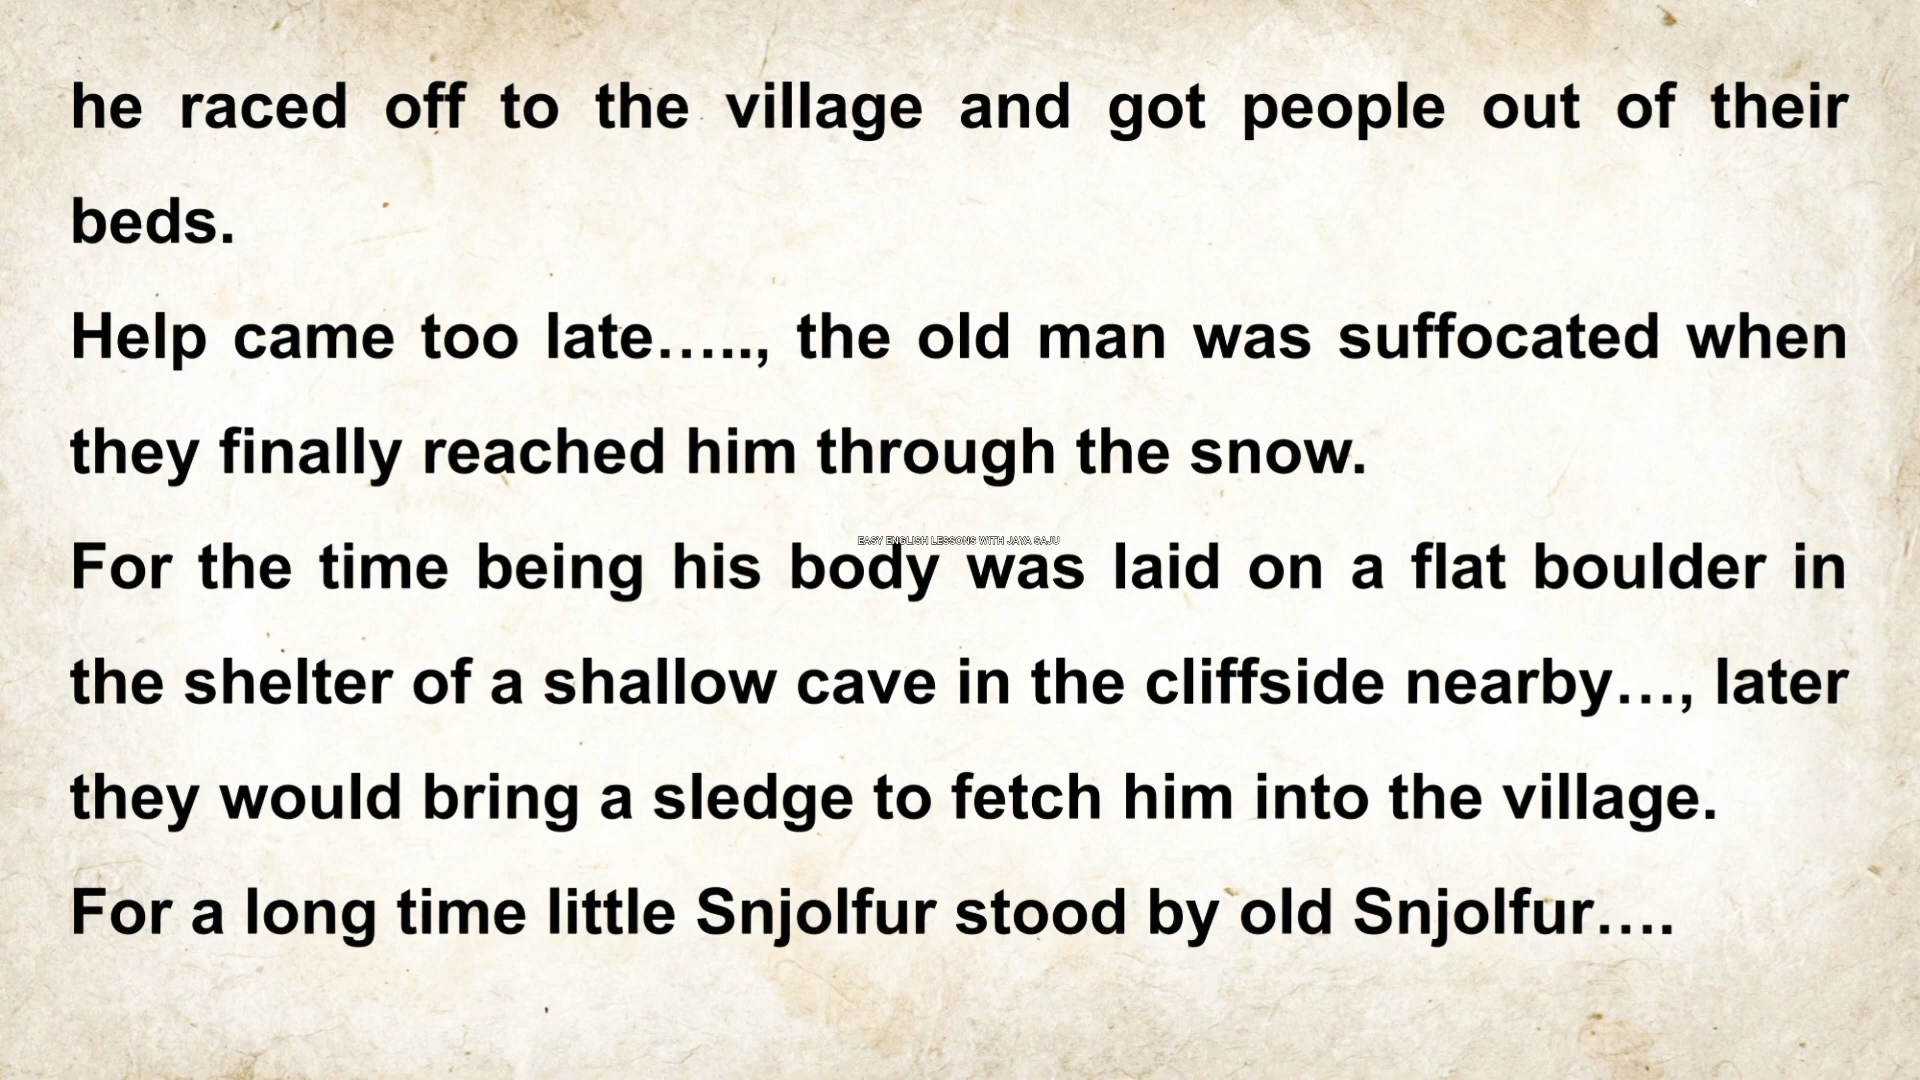 he raced off to the village and got people out of their
beds.
Help came too late….., the old man was suffocated when
they finally reached him through the snow.
EASY ENGLISH LESSONS WITH JAYA SAJU
For the time being his body was laid on a flat boulder in
the shelter of a shallow cave in the cliffside nearby…, later
they would bring a sledge to fetch him into the village.
For a long time little Snjolfur stood by old Snjolfur….